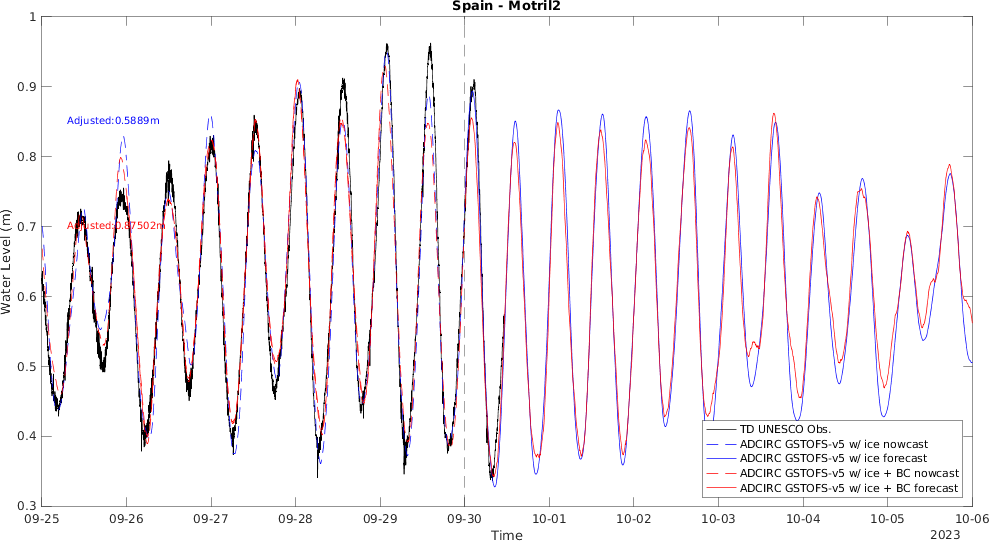 Spain - Motril2
1
0.9
0.8
0.7
0.6
0.5
0.4
0.3
Water Level (m)
Adjusted:0.5889m
Adjusted:0.87502m
TD UNESCO Obs.
ADCIRC GSTOFS-v5 w/ ice nowcast
ADCIRC GSTOFS-v5 w/ ice forecast
ADCIRC GSTOFS-v5 w/ ice + BC nowcast
ADCIRC GSTOFS-v5 w/ ice + BC forecast
09-25 09-26 09-27 09-28 09-29 09-30 10-01 10-02 10-03 10-04 10-05 10-06
Time
2023